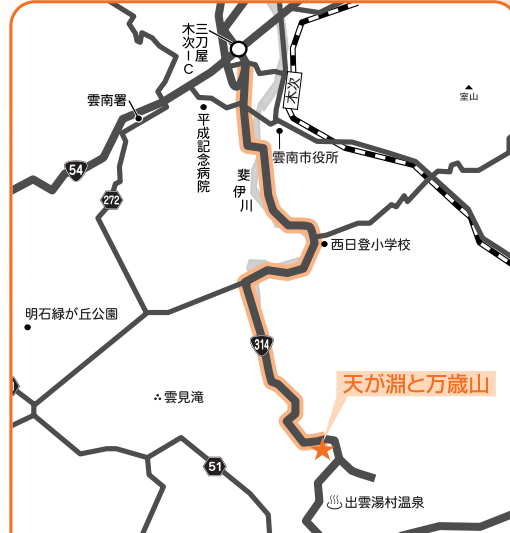 三刀屋
木次IC
木次
室山
雲南署
平成記念病院
雲南市役所
54
272
斐伊川
西日登小学校
明石緑が丘公園
314
天が淵と万歳山
雲見滝
51
出雲湯村温泉